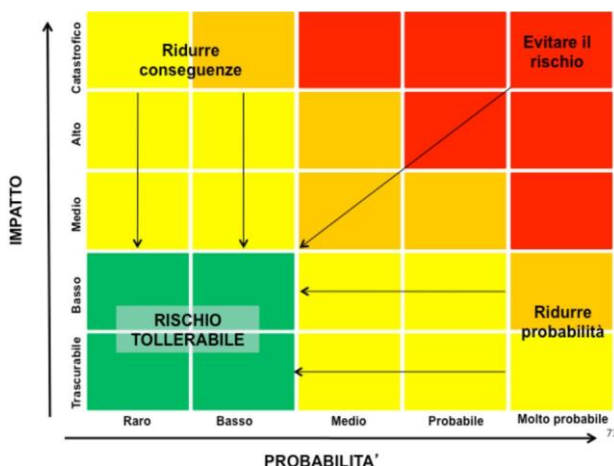 Ridurre
conseguenze
Evitare il
rischio
Catastrofico
Alto
Medio
Basso
Trascurabile
IMPATTO
RISCHIO
TOLLERABILE
Ridurre
probabilità
Raro
Basso
Medio
Probabile
Molto probabile
PROBABILITA'